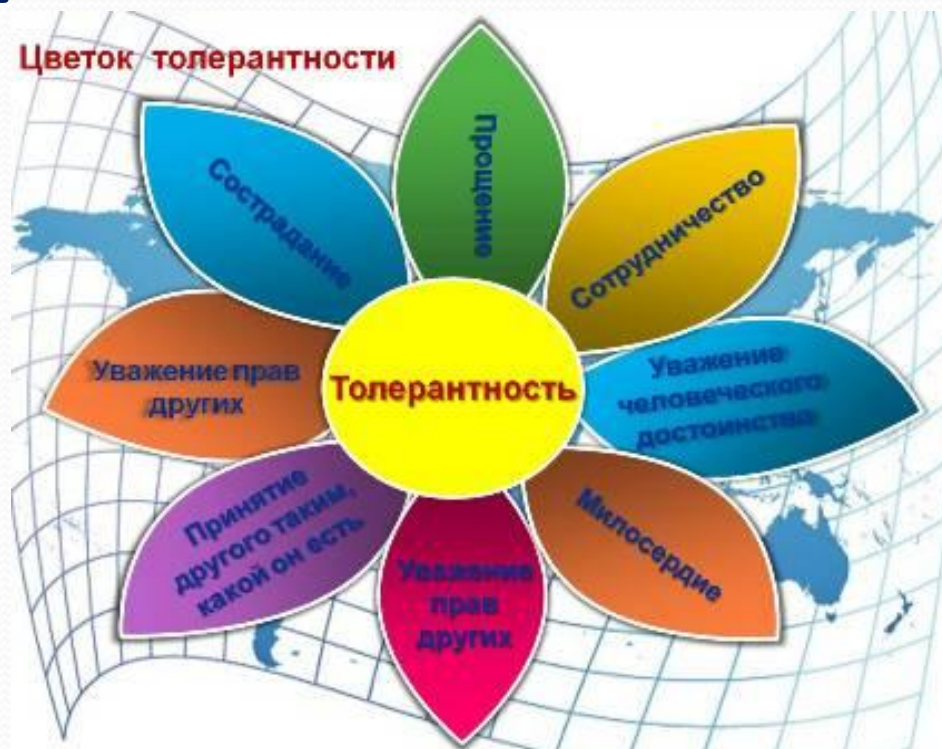 Цветок толерантности
Прощение
Сострадание
Сотрудничество
Уважение прав
других
Толерантность
Уважение
человеческого
достоинства
Принятие
другого таким,
какой он есть
Милосердие
Уважение
прав
других